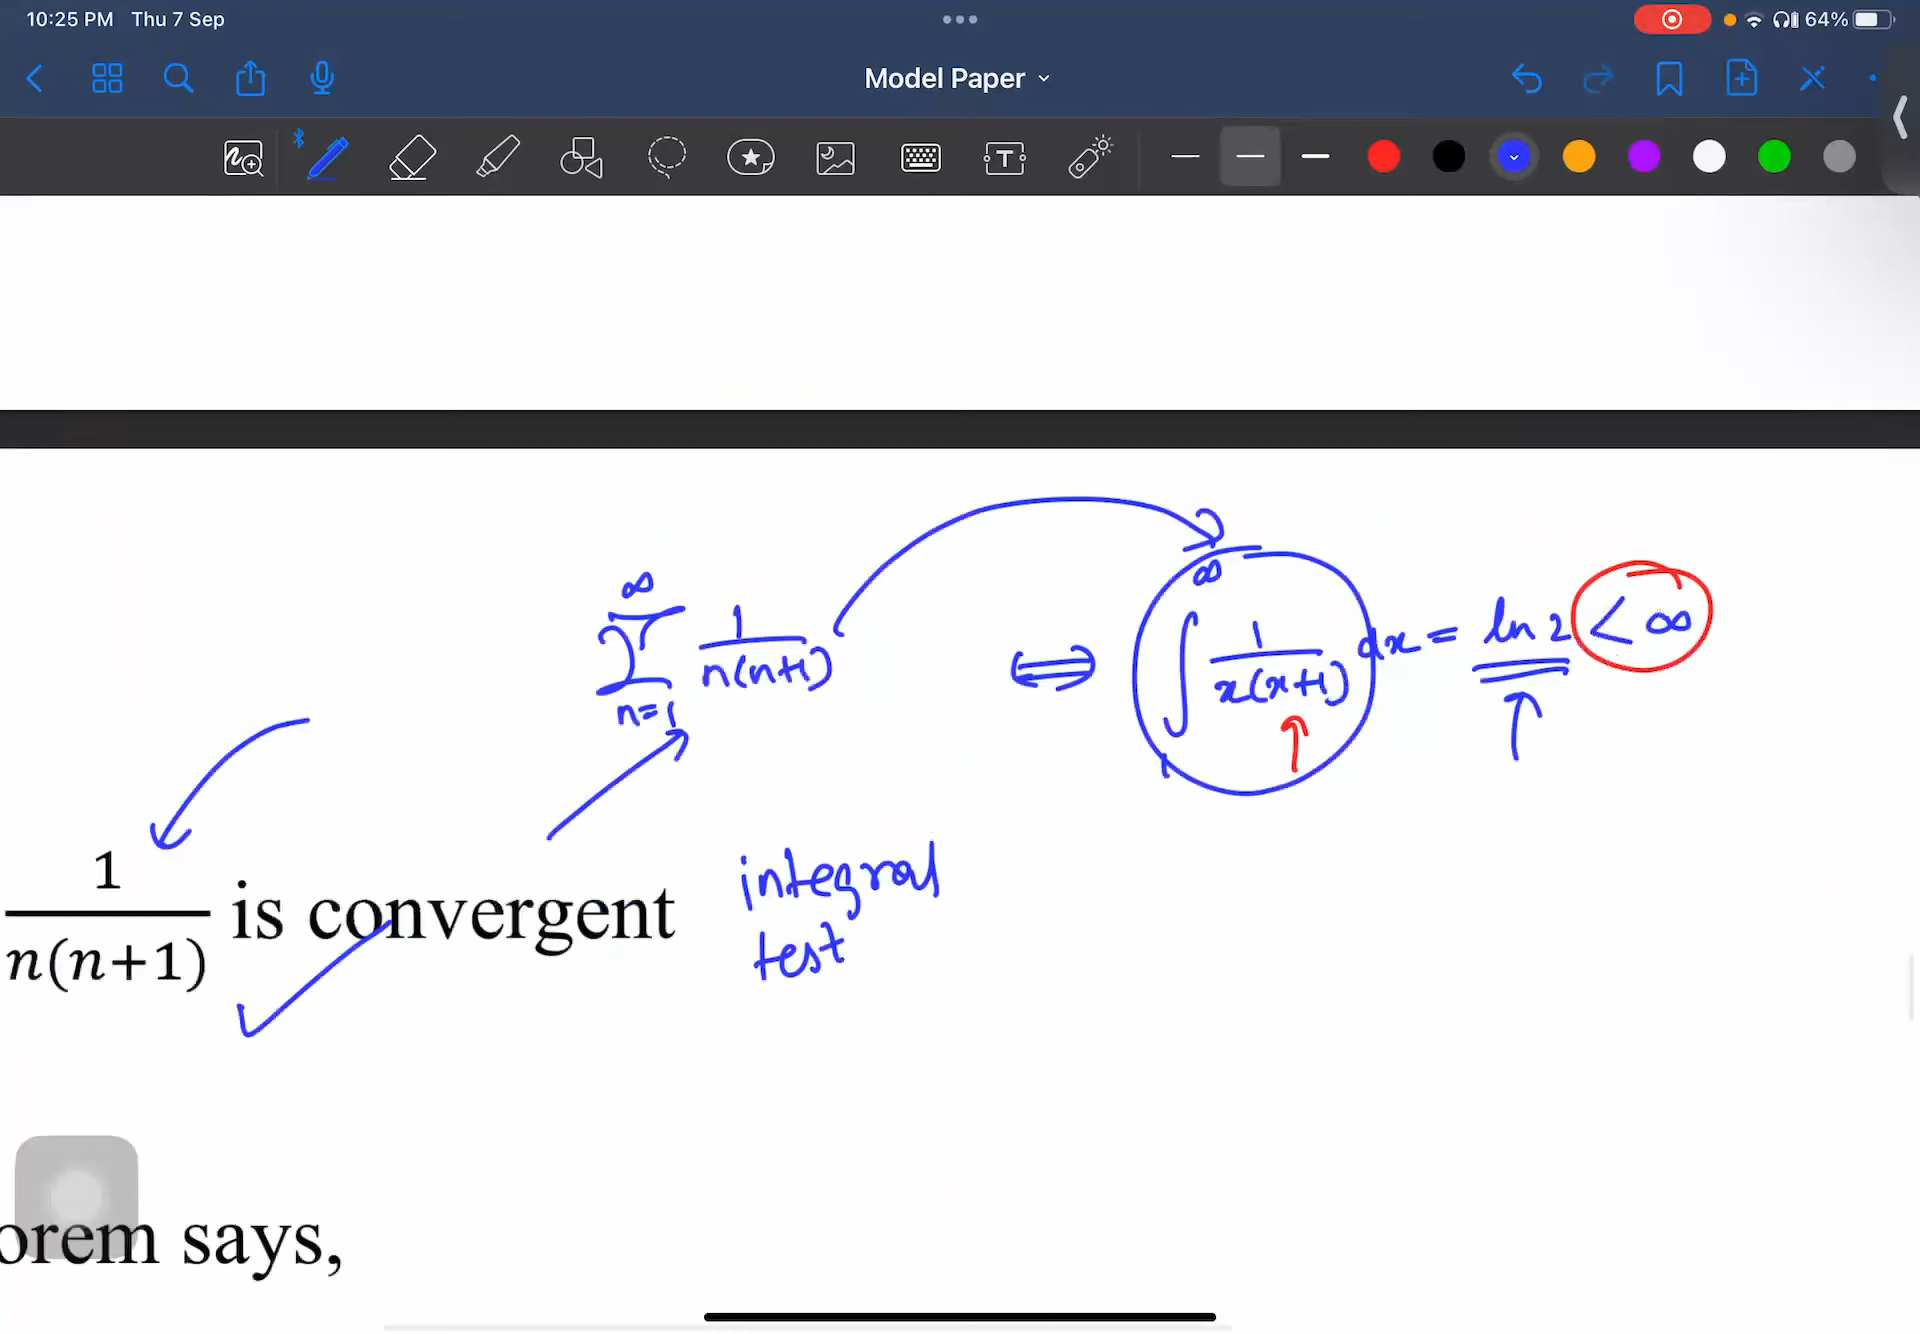 10:25 PM Thu 7 Sep
64%
Model Paper
T
∞
∑ 1/n(n+1) ⟺ ∫ 1/x(x+1) dx = ln 2 < ∞
n=1
1
1/n(n+1) is convergent
integral
test
orem says,